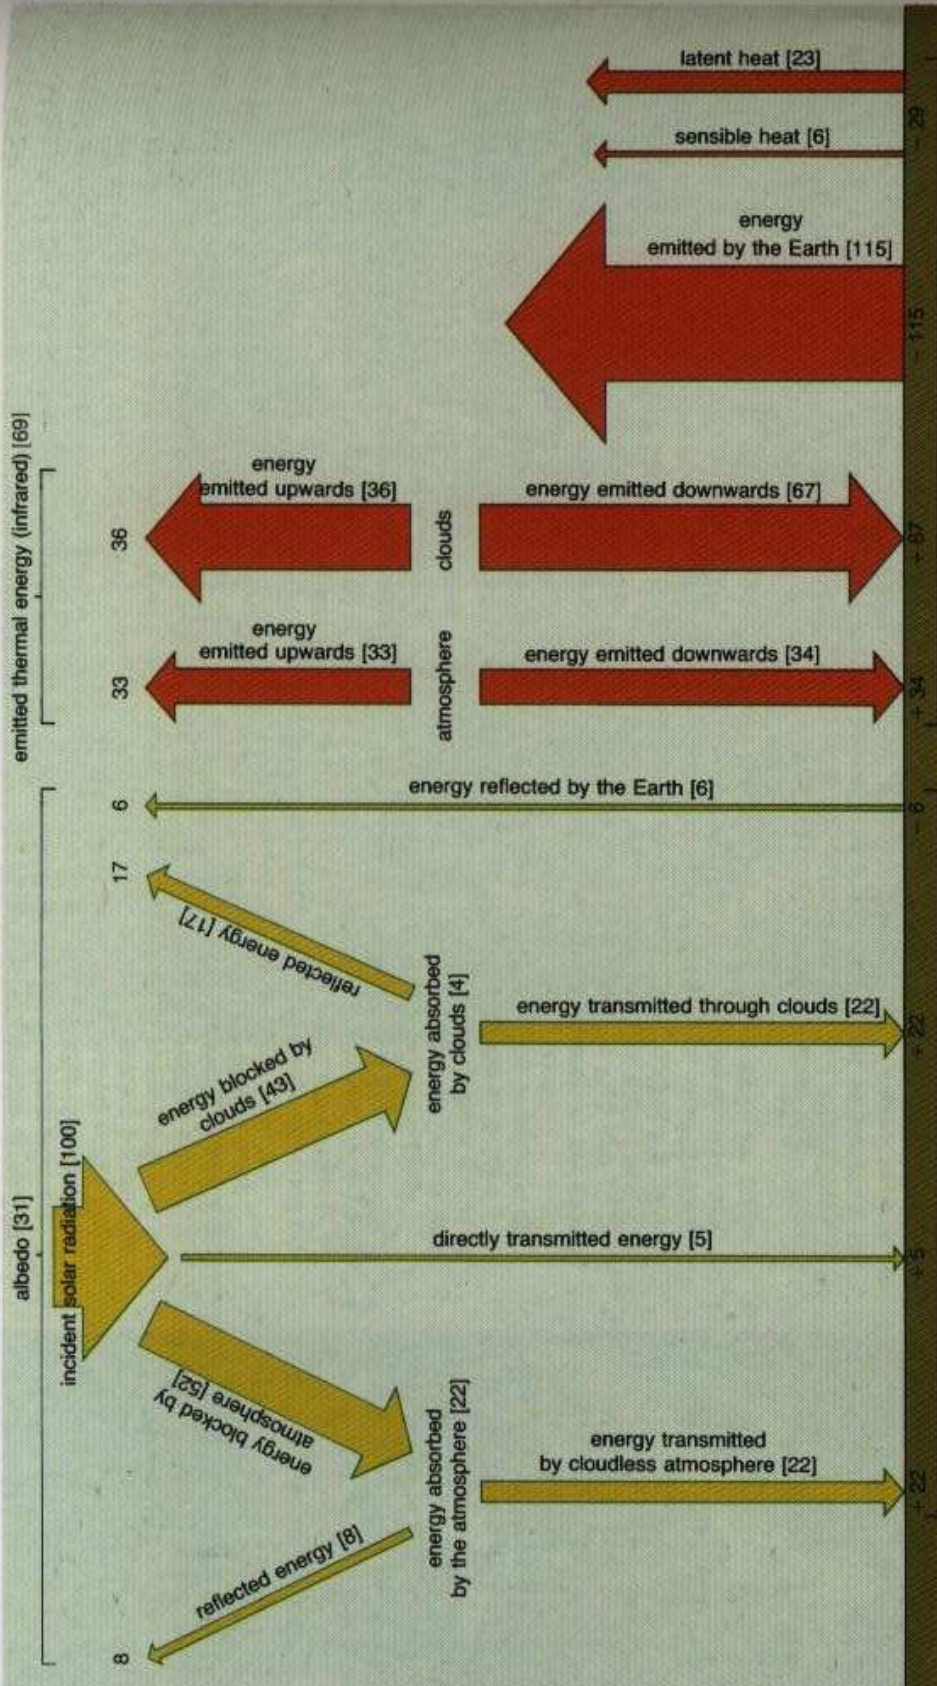 albedo [31]
emitted thermal energy (infrared) [69]
8
17
6
33
36
incident solar radiation [100]
reflected energy [8]
energy blocked by
atmosphere [52]
energy blocked by
clouds [43]
reflected energy [17]
energy
emitted upwards [33]
energy
emitted upwards [36]
energy absorbed
by the atmosphere [22]
energy absorbed
by clouds [4]
atmosphere
clouds
energy transmitted
by cloudless atmosphere [22]
directly transmitted energy [5]
energy transmitted through clouds [22]
energy reflected by the Earth [6]
energy emitted downwards [34]
energy emitted downwards [67]
energy
emitted by the Earth [115]
sensible heat [6]
latent heat [23]
+ 22
+ 5
+ 22
- 6
+ 34
+ 67
- 115
- 29